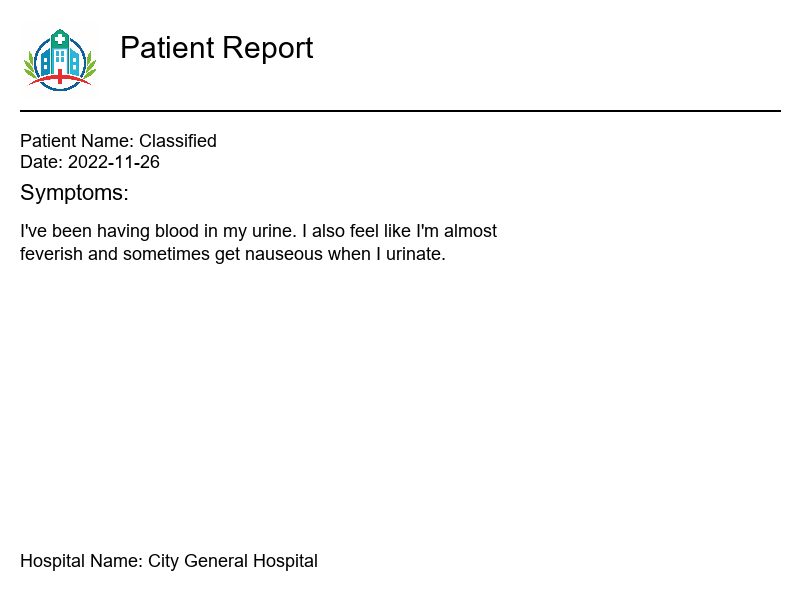 Patient Report
Patient Name: Classified
Date: 2022-11-26
Symptoms:
I've been having blood in my urine. I also feel like I'm almost
feverish and sometimes get nauseous when I urinate.
Hospital Name: City General Hospital